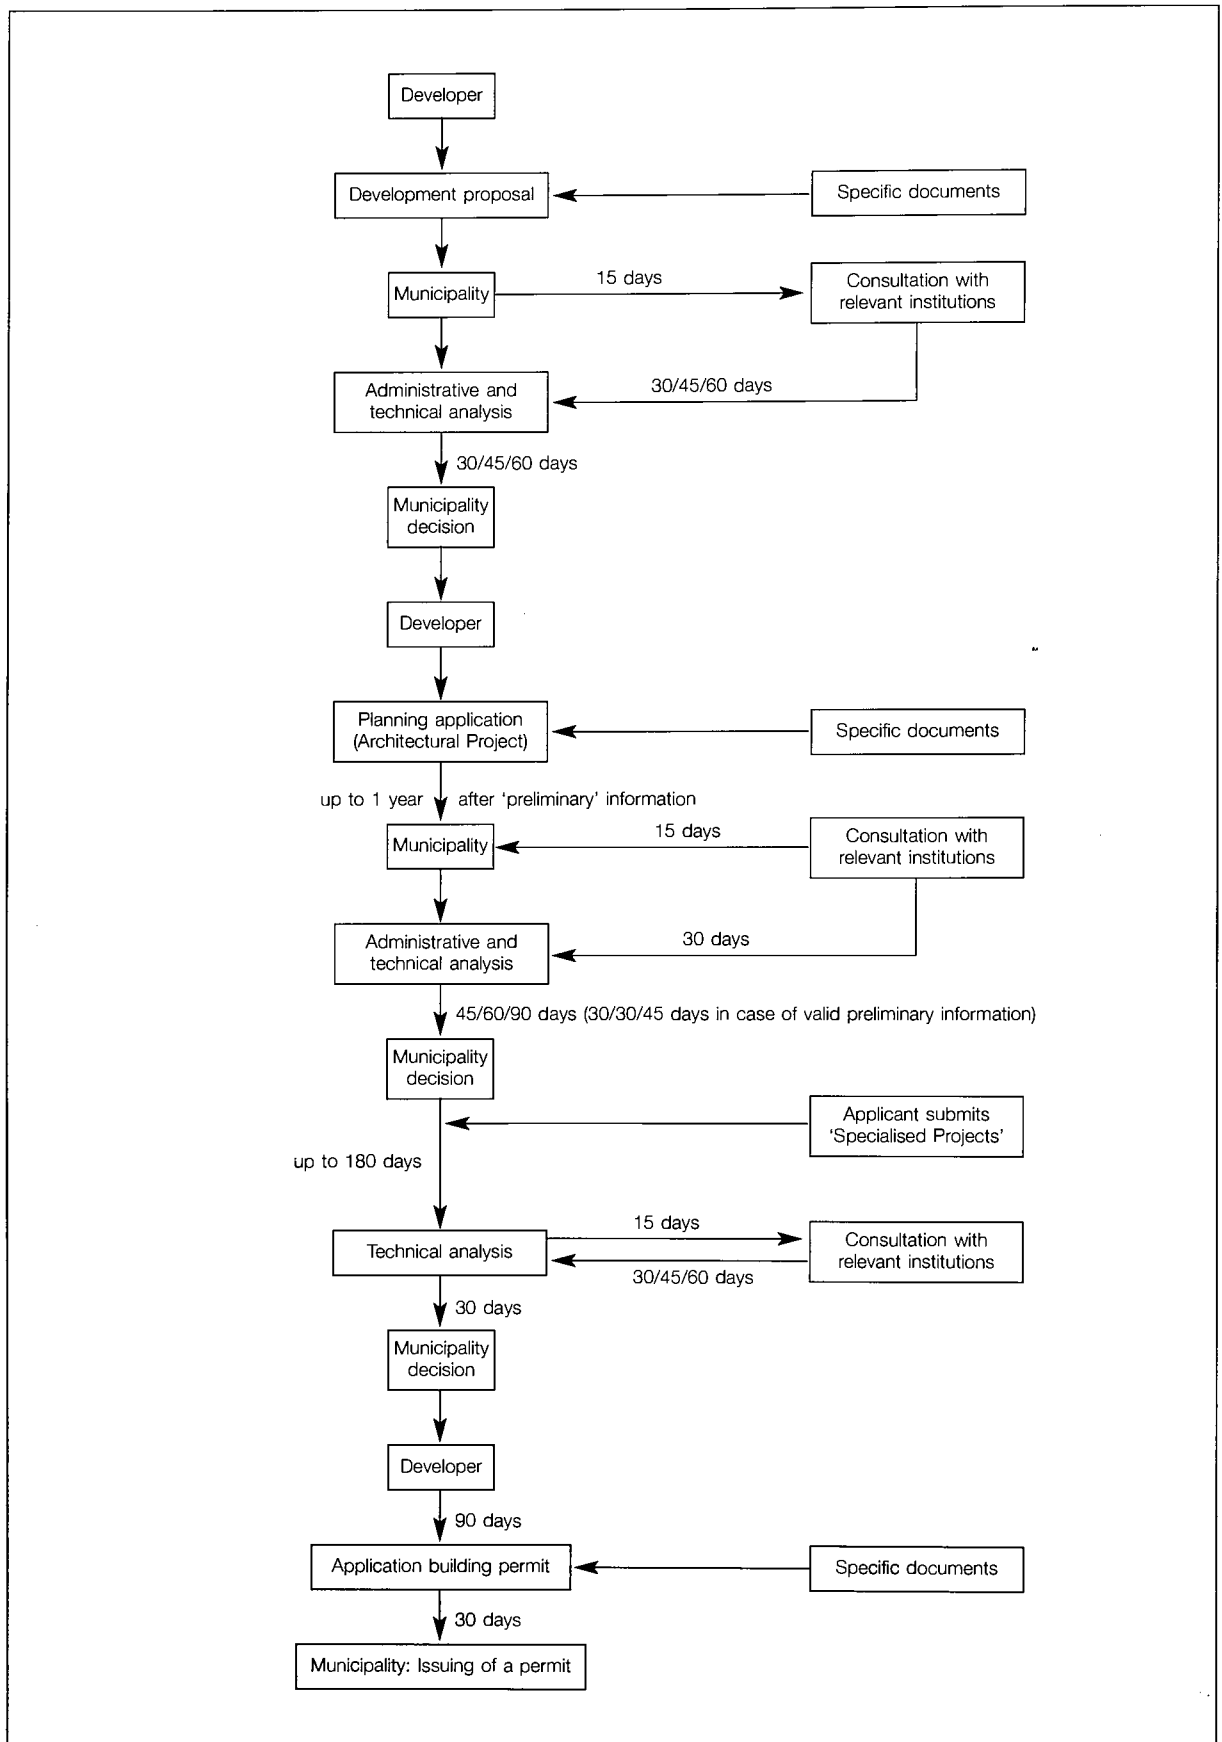 Developer
Development proposal
Specific documents
15 days
Municipality
Consultation with
relevant institutions
Administrative and
technical analysis
30/45/60 days
30/45/60 days
Municipality
decision
Developer
Planning application
(Architectural Project)
Specific documents
up to 1 year after 'preliminary' information
15 days
Municipality
Consultation with
relevant institutions
Administrative and
technical analysis
30 days
45/60/90 days (30/30/45 days in case of valid preliminary information)
Municipality
decision
Applicant submits
'Specialised Projects'
up to 180 days
Technical analysis
15 days
30/45/60 days
Consultation with
relevant institutions
30 days
Municipality
decision
Developer
90 days
Application building permit
Specific documents
30 days
Municipality: Issuing of a permit